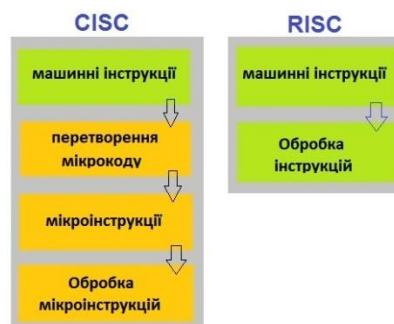 CISC
машинні інструкції
перетворення
мікрокоду
мікроінструкції
Обробка
мікроінструкцій
RISC
машинні інструкції
Обробка
інструкцій